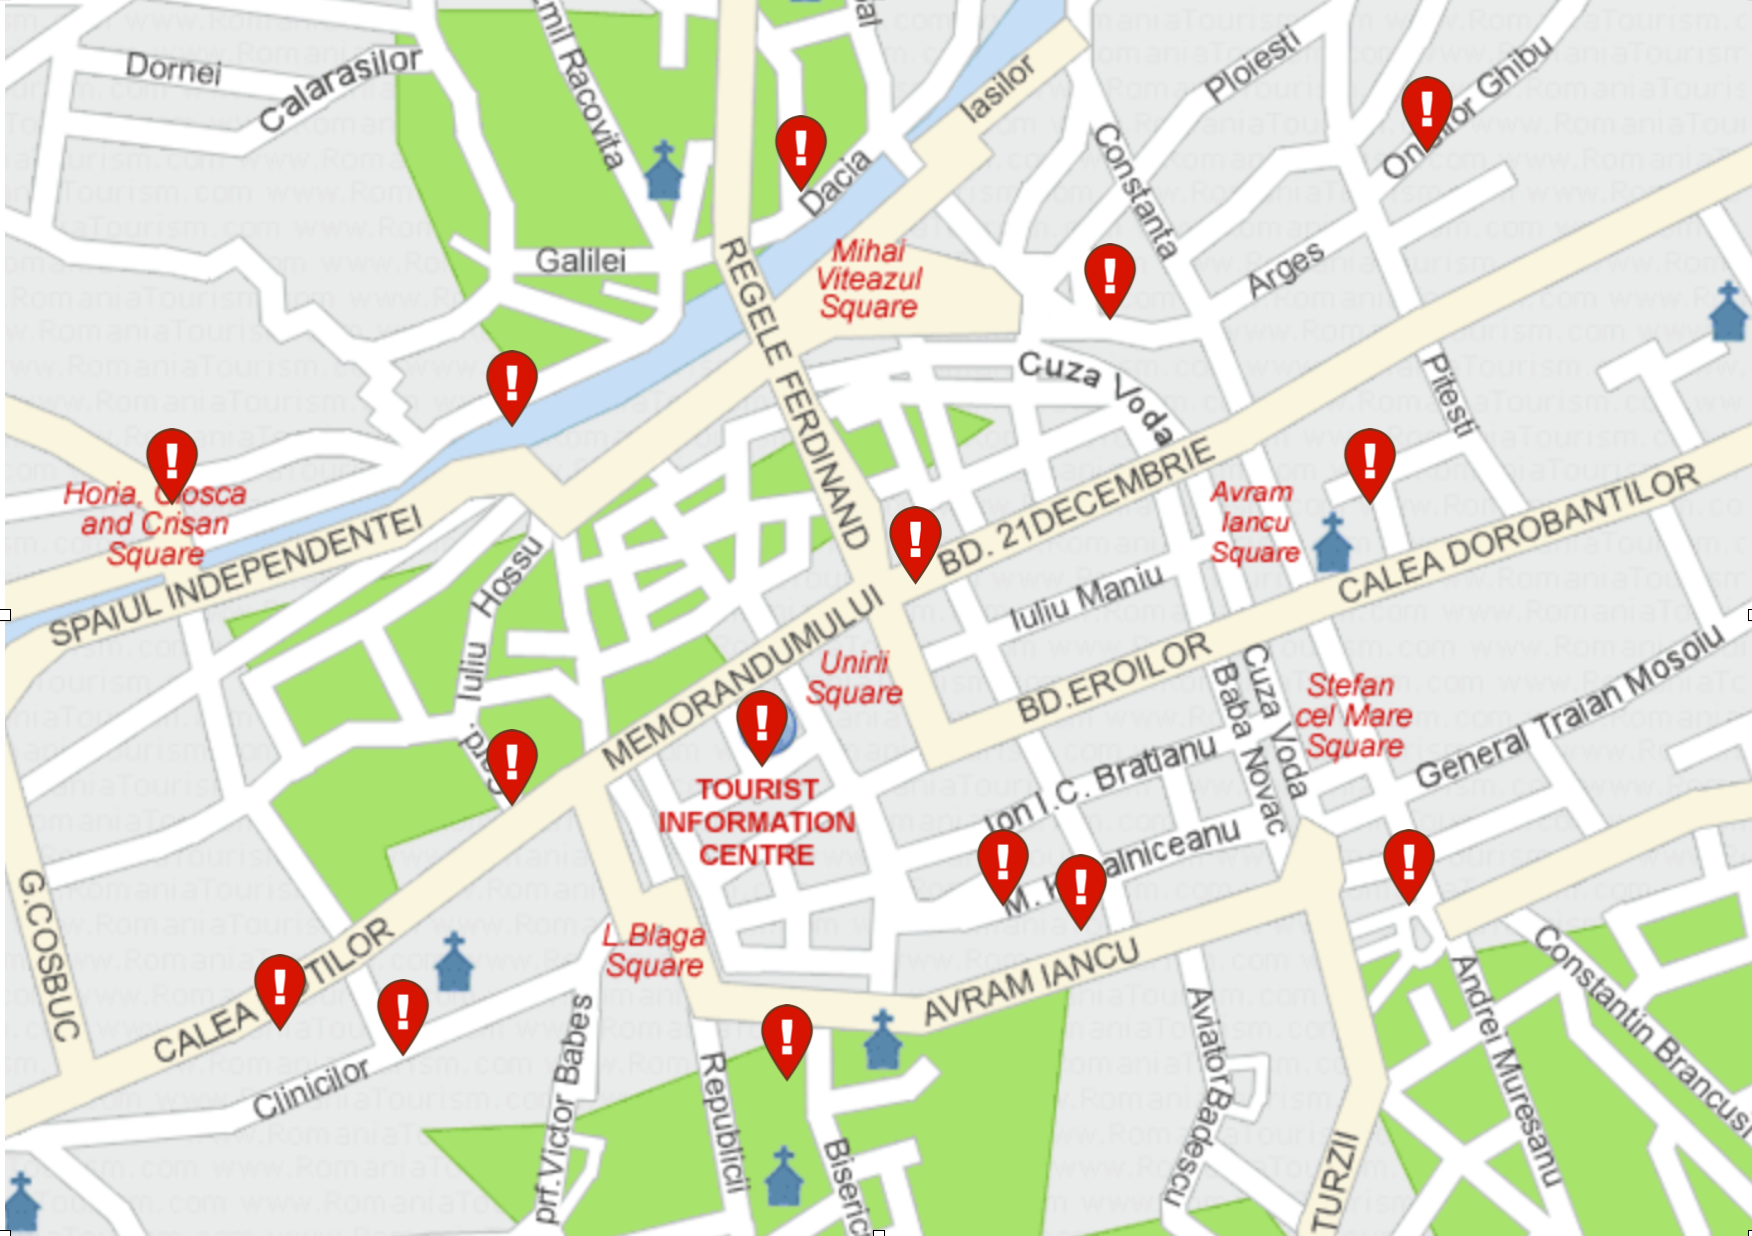 Dornei
Calarasilor
Emil Racovita
Iasilor
Ploiesti
Ghibu
Dacia
Constanta
Galilei
Mihai
Viteazul
Square
Arges
REGELE FERDINAND
Cuza Voda
Pitesti
Horia, Closca
and Crisan
Square
SPAIUL INDEPENDENTEI
BD. 21DECEMBRIE
Avram
Iancu
Square
CALEA DOROBANTILOR
Iuliu Hossu
Iuliu Maniu
MEMORANDUMULUI
Unirii
Square
BD.EROILOR
Cuza Voda
Baba Novac
Stefan
cel Mare
Square
General Traian Mosoiu
TOURIST
INFORMATION
CENTRE
Ion I.C. Bratianu
M.
alniceanu
G.COSBUC
L.Blaga
Square
CALEA
TILOR
AVRAM IANCU
Clinicilor
prf.Victor Babes
Republicii
Biseric
Aviator Badescu
TURZII
Andrei Muresanu
Constantin Brancusi
www.RomaniaTourism.com